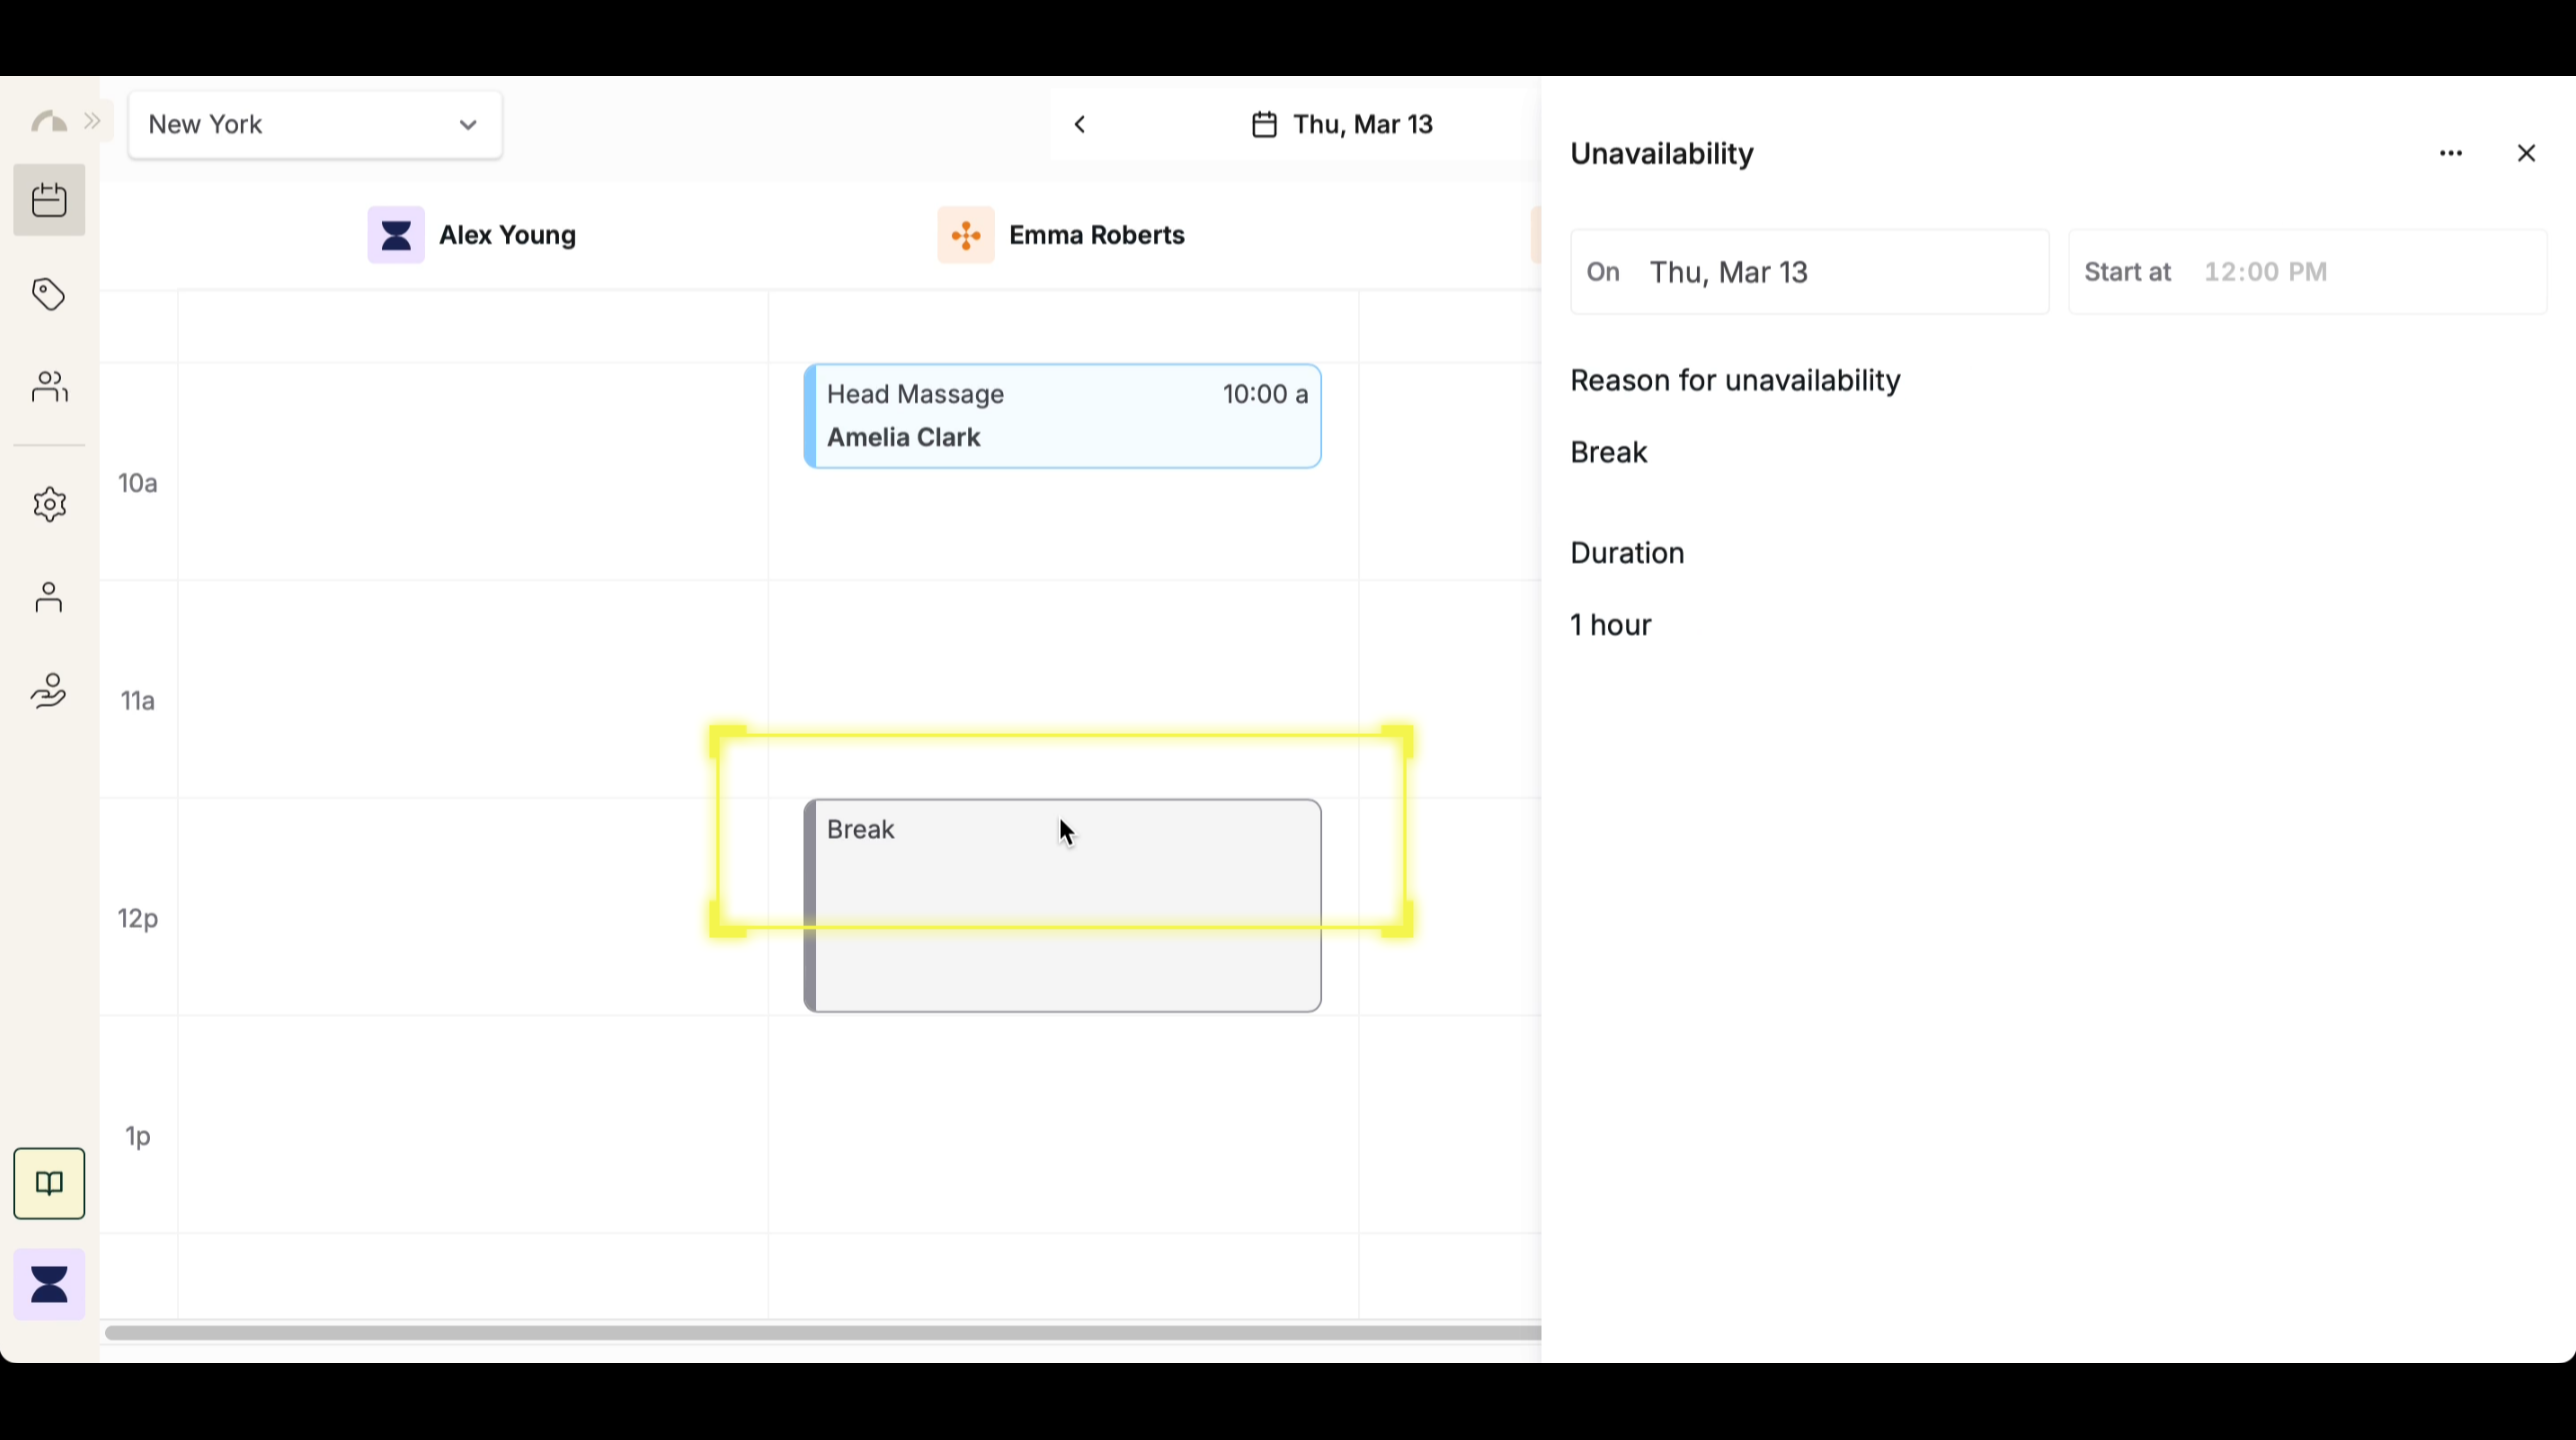 New York
Thu, Mar 13
Alex Young
Emma Roberts
Head Massage 10:00 a
Amelia Clark
10a
11a
Break
12p
1p
Unavailability
On Thu, Mar 13
Start at 12:00 PM
Reason for unavailability
Break
Duration
1 hour